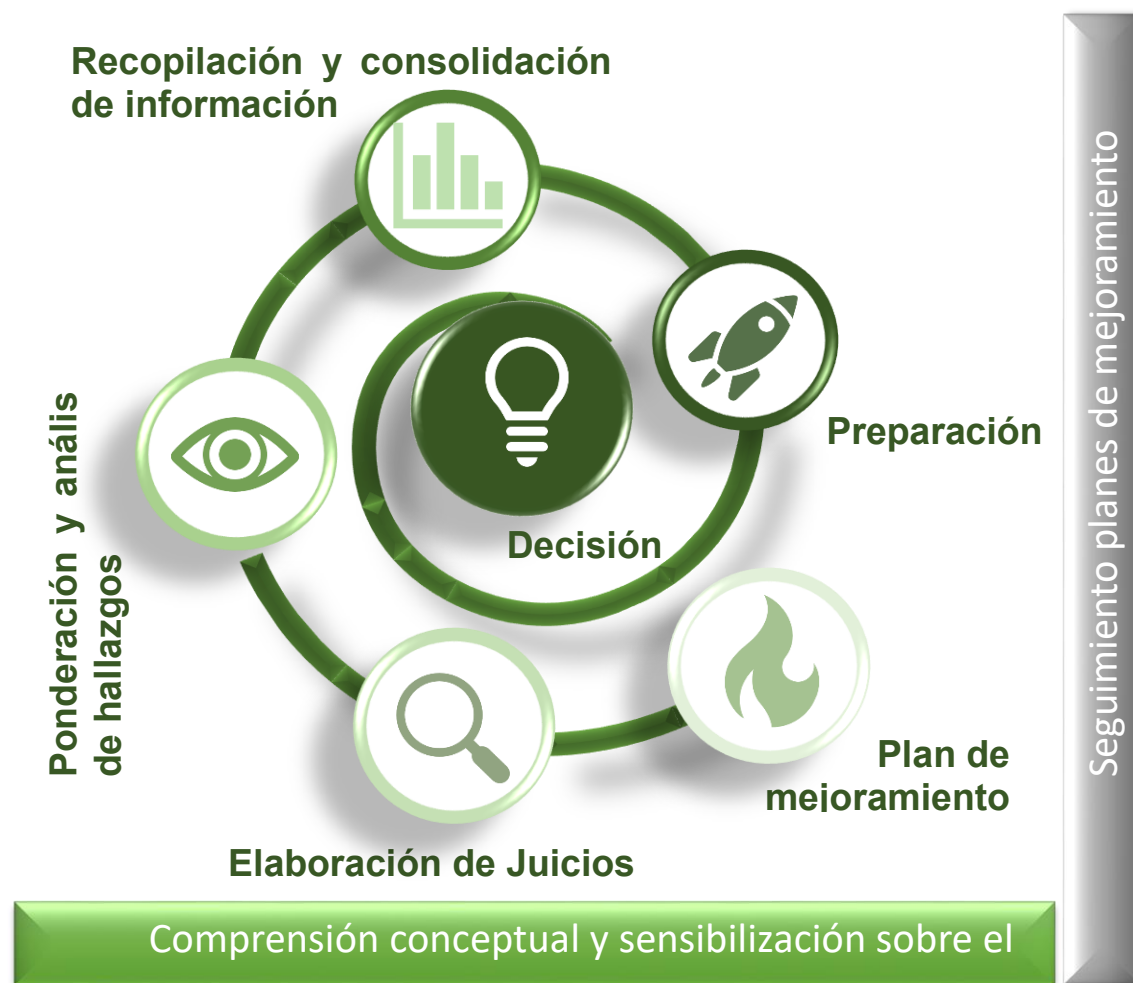 Recopilación y consolidación
de información
Preparación
Decisión
Ponderación y anális
de hallazgos
Plan de
mejoramiento
Elaboración de Juicios
Comprensión conceptual y sensibilización sobre el
Seguimiento planes de mejoramiento